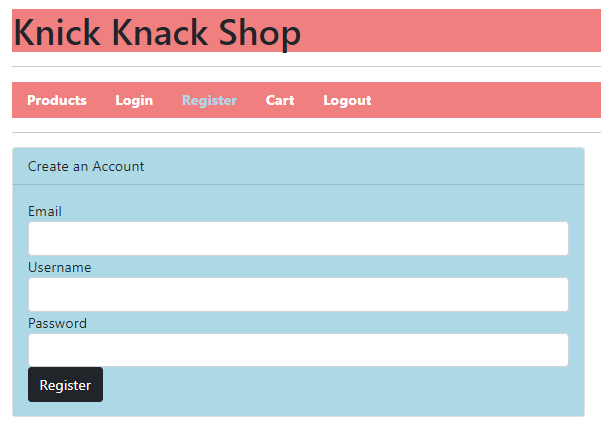 Knick Knack Shop
Products Login Register Cart Logout
Create an Account
Email
Username
Password
Register